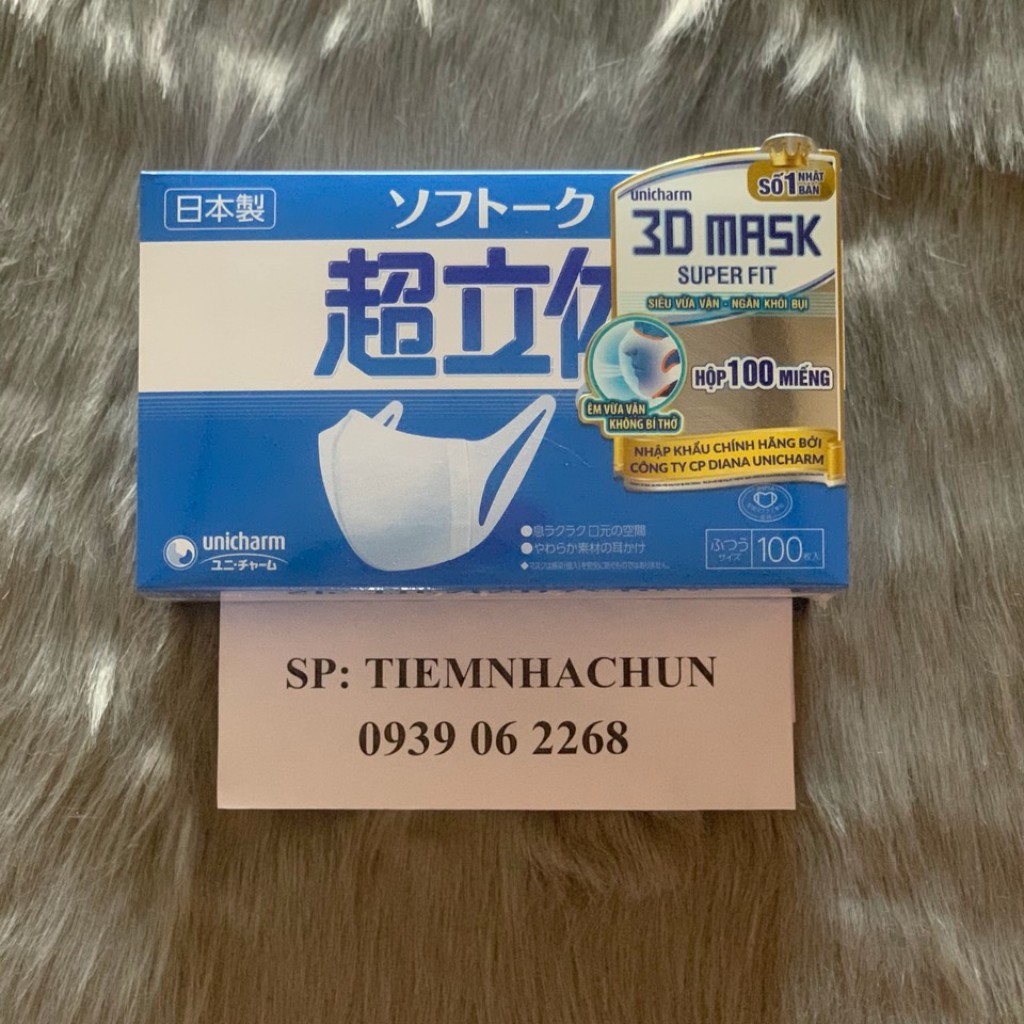 日本製
ソフトーク
超立体
unicharm
SỐ 1 NHẬT BẢN
3D MASK
SUPER FIT
SIÊU VỪA VẶN - NGĂN KHÓI BỤI
HỘP 100 MIẾNG
ÊM VỪA VẶN
KHÔNG BÍ THỞ
NHẬP KHẨU CHÍNH HÃNG BỞI
CÔNG TY CP DIANA UNICHARM
unicharm
ユニ・チャーム
●息ラクラク口元の空間
●やわらか素材の耳かけ
ふつう
サイズ
100枚入
SP: TIEMNHACHUN
0939 06 2268